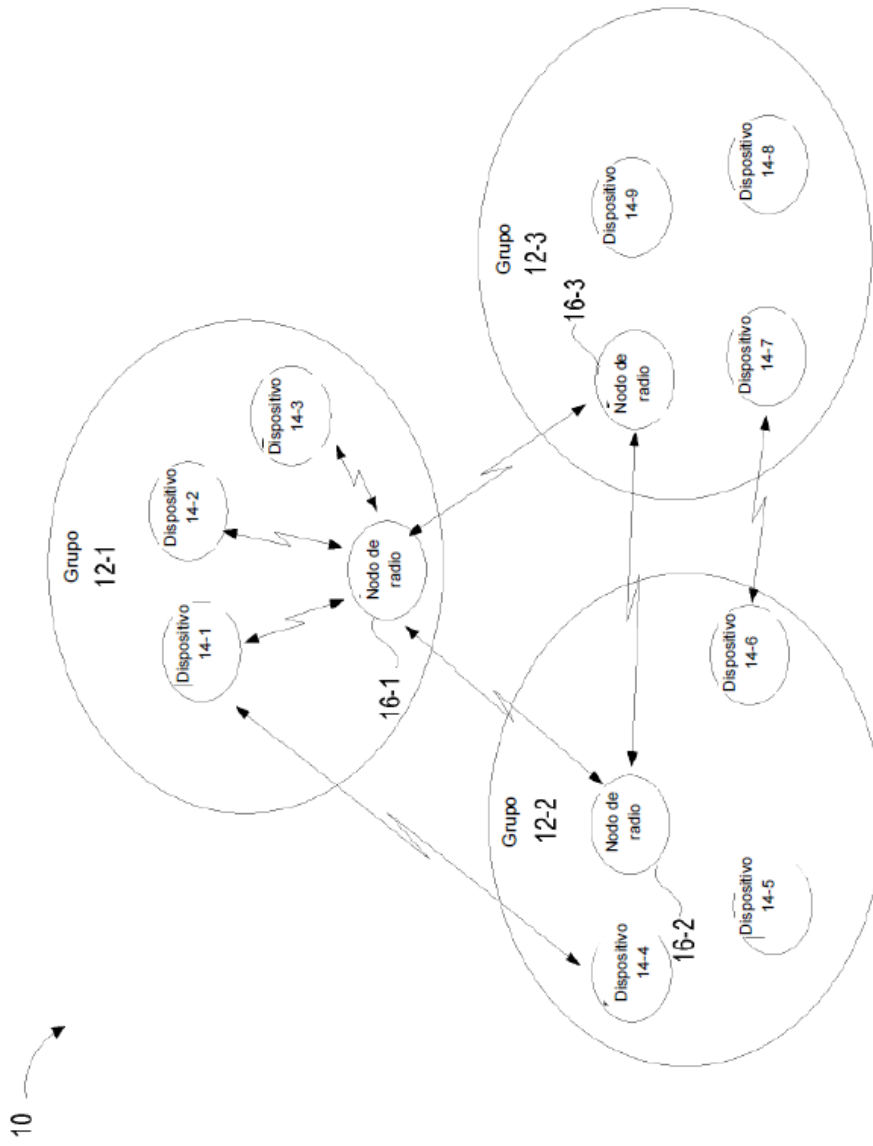 10
Grupo
12-1
Dispositivo
14-1
Dispositivo
14-2
Dispositivo
14-3
Nodo de
radio
16-1
Grupo
12-2
Dispositivo
14-4
Nodo de
radio
16-2
Dispositivo
14-5
Dispositivo
14-6
Grupo
12-3
16-3
Nodo de
radio
Dispositivo
14-9
Dispositivo
14-7
Dispositivo
14-8